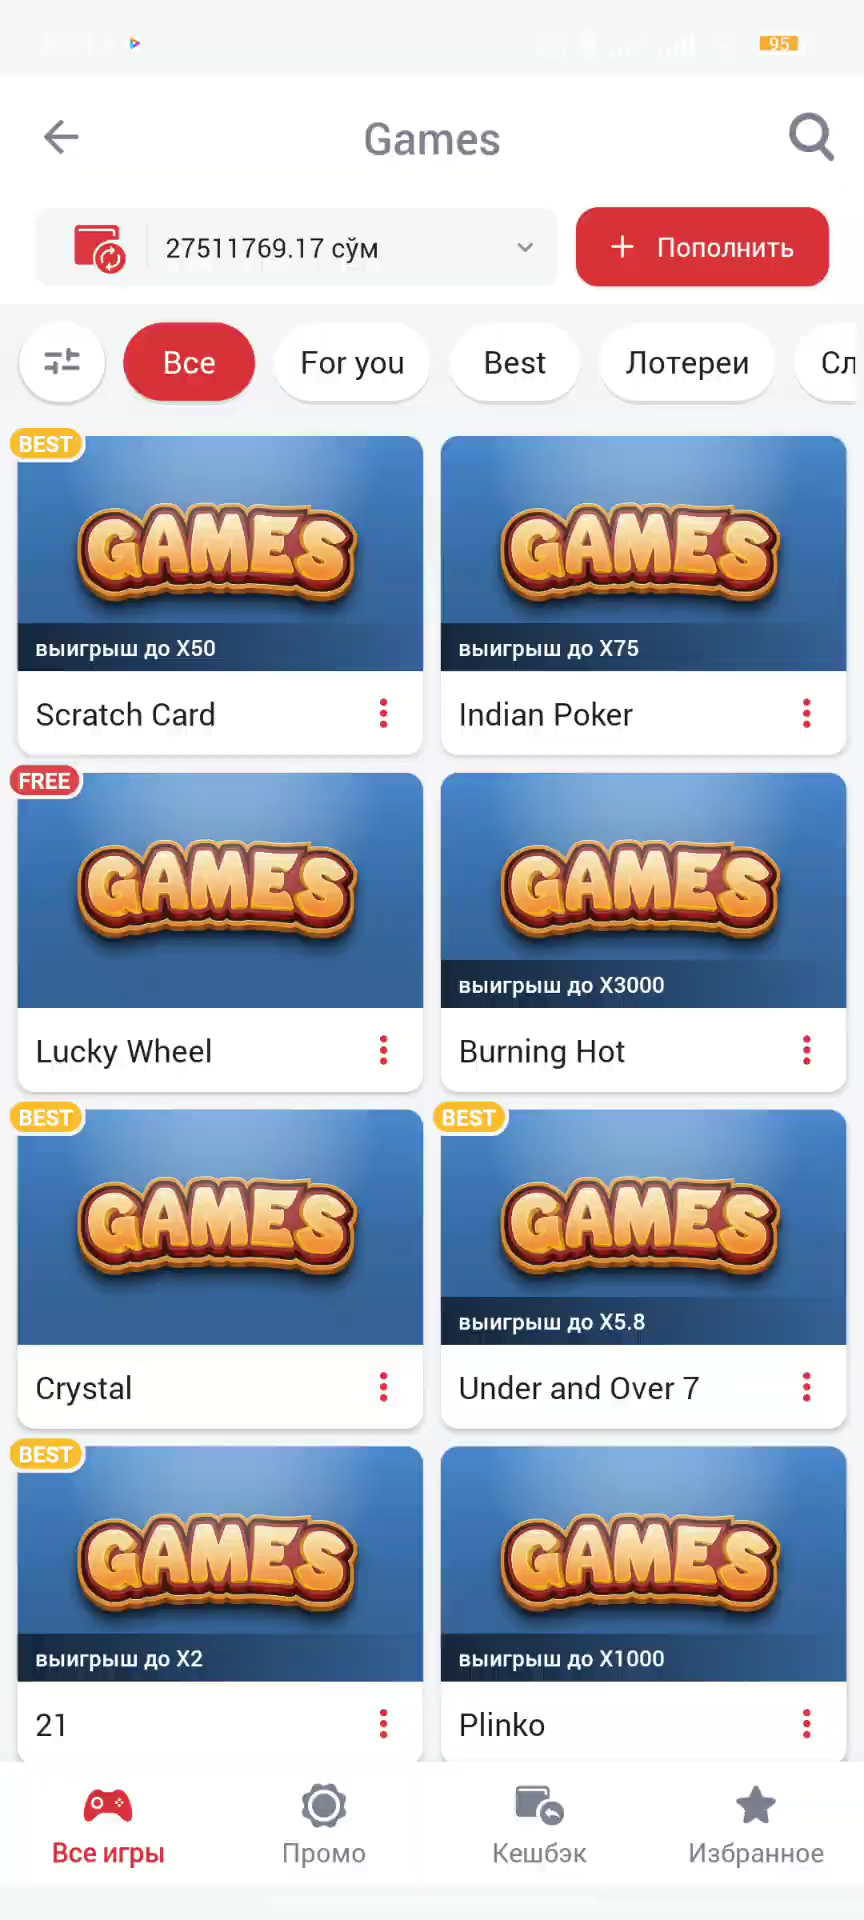 95
Games
27511769.17 сўм
+ Пополнить
Все
For you
Best
Лотереи
Сл
BEST
GAMES
GAMES
выигрыш до X50
выигрыш до X75
Scratch Card
Indian Poker
FREE
GAMES
GAMES
выигрыш до X3000
Lucky Wheel
Burning Hot
BEST
BEST
GAMES
GAMES
выигрыш до X5.8
Crystal
Under and Over 7
BEST
GAMES
GAMES
выигрыш до X2
выигрыш до X1000
21
Plinko
Все игры
Промо
Кешбэк
Избранное